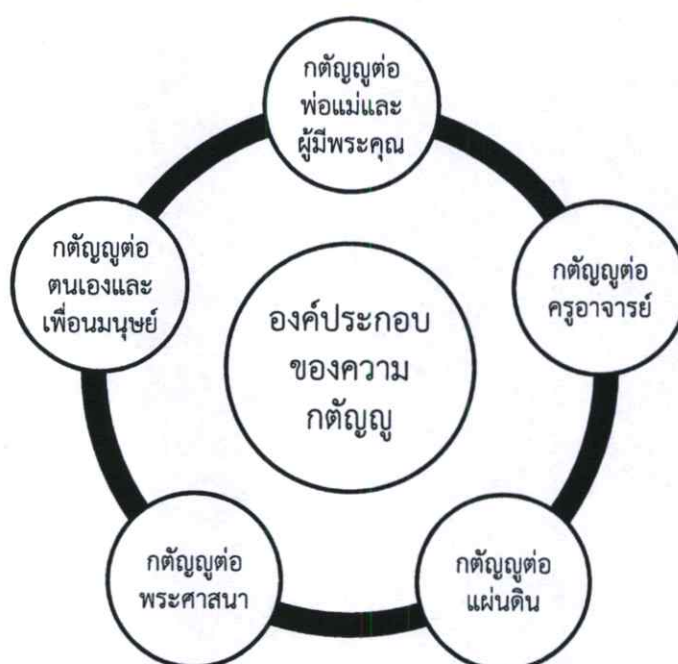 กตัญญูต่อ
พ่อแม่และ
ผู้มีพระคุณ
กตัญญูต่อ
ครูอาจารย์
กตัญญูต่อ
แผ่นดิน
กตัญญูต่อ
พระศาสนา
กตัญญูต่อ
ตนเองและ
เพื่อนมนุษย์
องค์ประกอบ
ของความ
กตัญญู